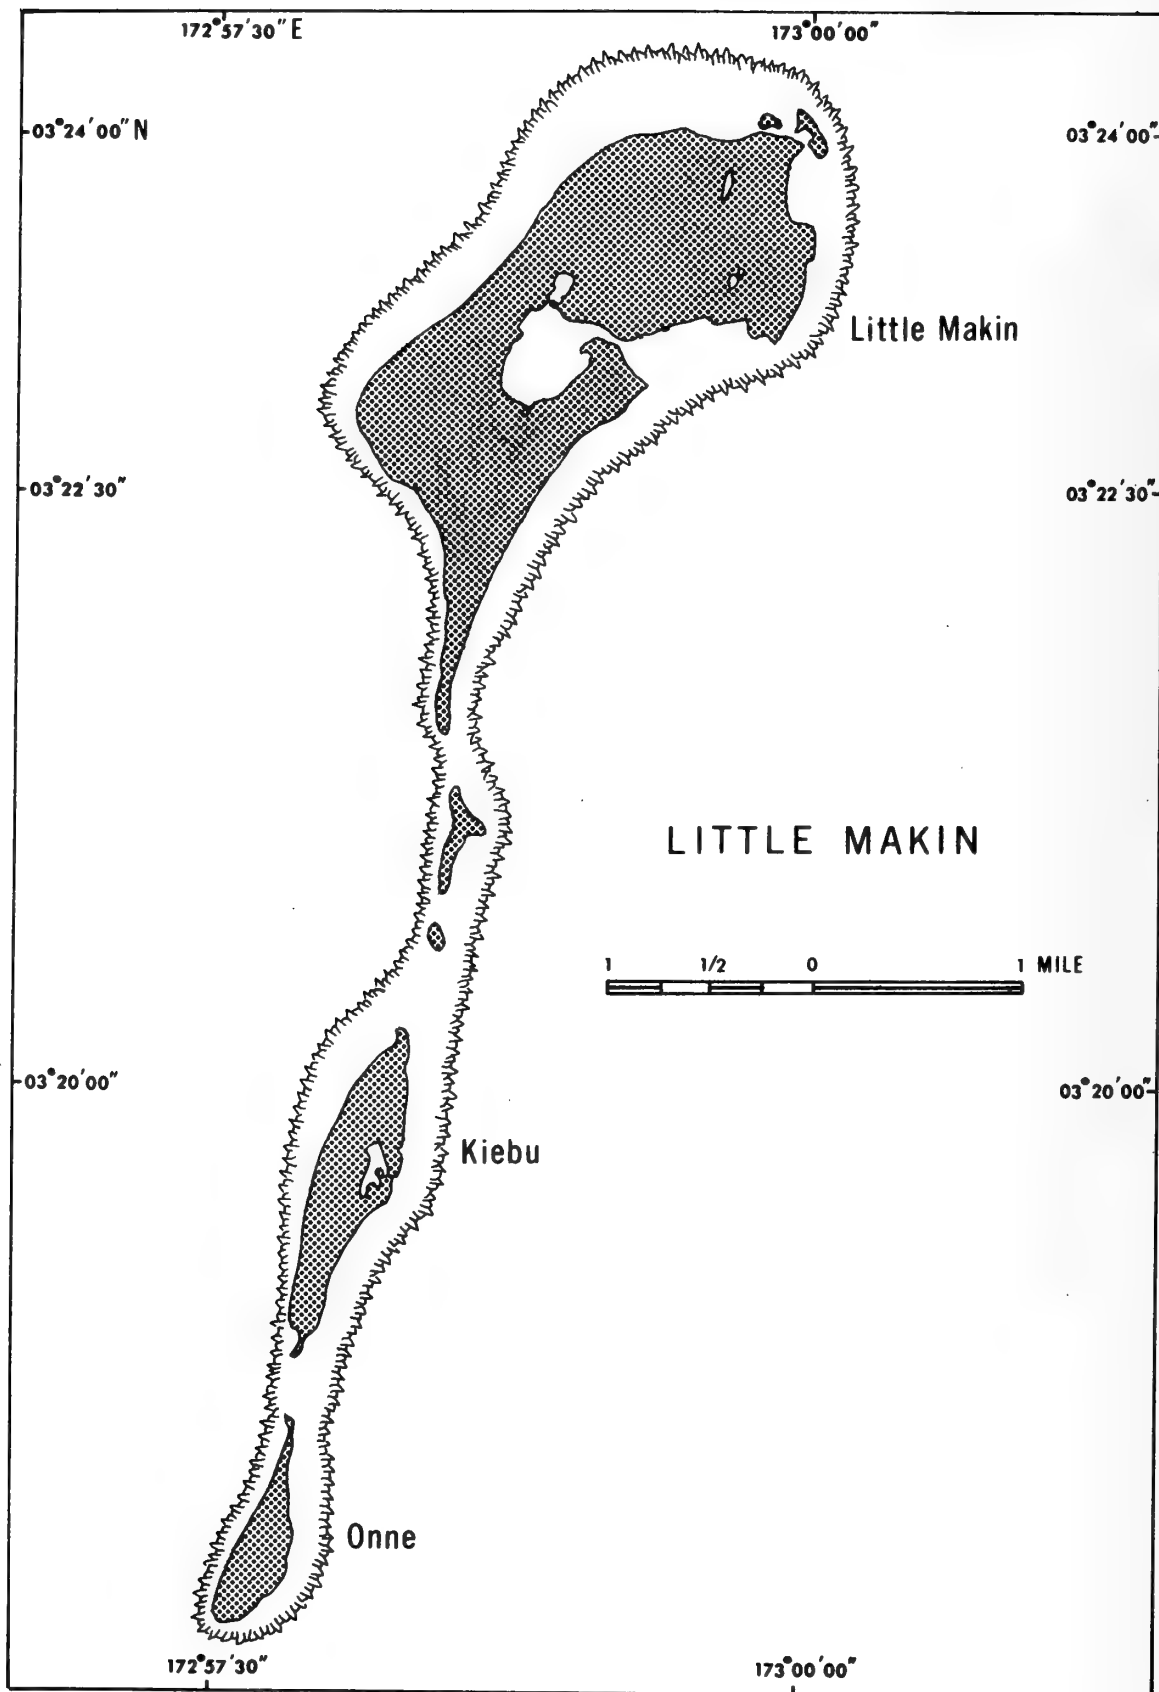 172°57'30" E 173°00'00"
03°24'00" N 03°24'00"
Little Makin
03°22'30" 03°22'30"
LITTLE MAKIN
1 1/2 0 1 MILE
03°20'00" 03°20'00"
Kiebu
Onne
172°57'30" 173°00'00"